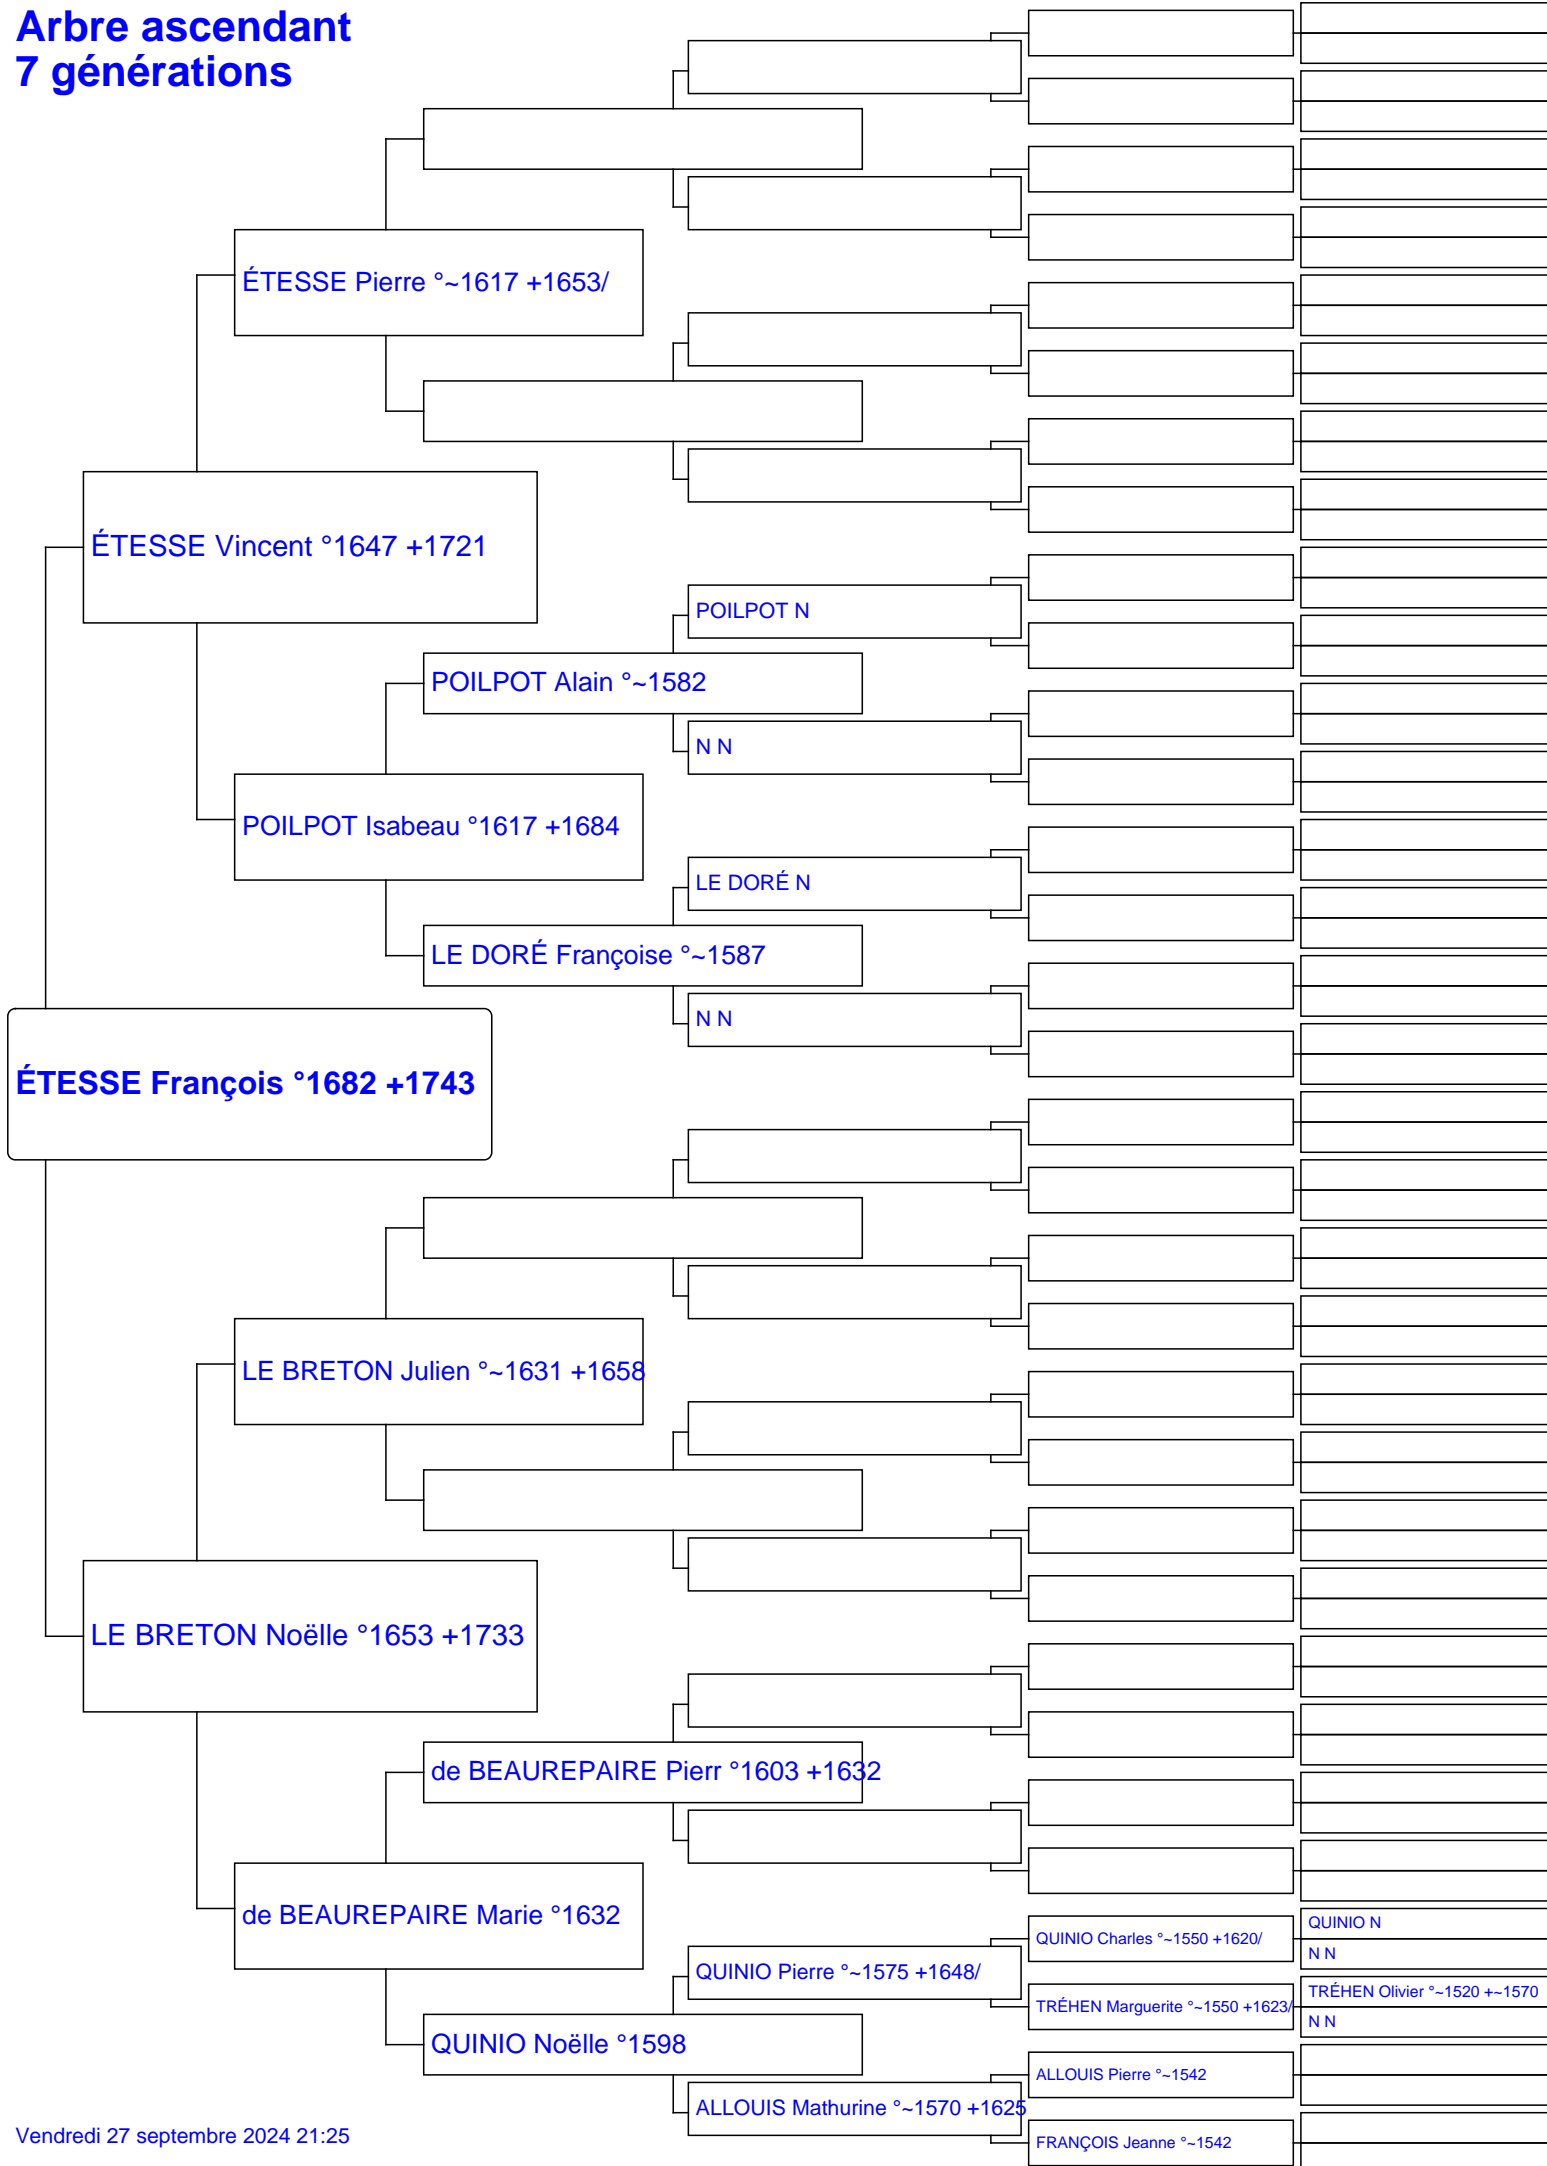 Arbre ascendant
7 générations
ÉTESSE Pierre °~1617 +1653/
ÉTESSE Vincent °1647 +1721
POILPOT N
POILPOT Alain °~1582
N N
POILPOT Isabeau °1617 +1684
LE DORÉ N
LE DORÉ Françoise °~1587
N N
ÉTESSE François °1682 +1743
LE BRETON Julien °~1631 +1658
LE BRETON Noëlle °1653 +1733
de BEAUREPAIRE Pierr °1603 +1632
de BEAUREPAIRE Marie °1632
QUINIO N
QUINIO Charles °~1550 +1620/
N N
QUINIO Pierre °~1575 +1648/
TRÉHEN Olivier °~1520 +~1570
TRÉHEN Marguerite °~1550 +1623/
N N
QUINIO Noëlle °1598
ALLOUIS Pierre °~1542
ALLOUIS Mathurine °~1570 +1625
FRANÇOIS Jeanne °~1542
Vendredi 27 septembre 2024 21:25